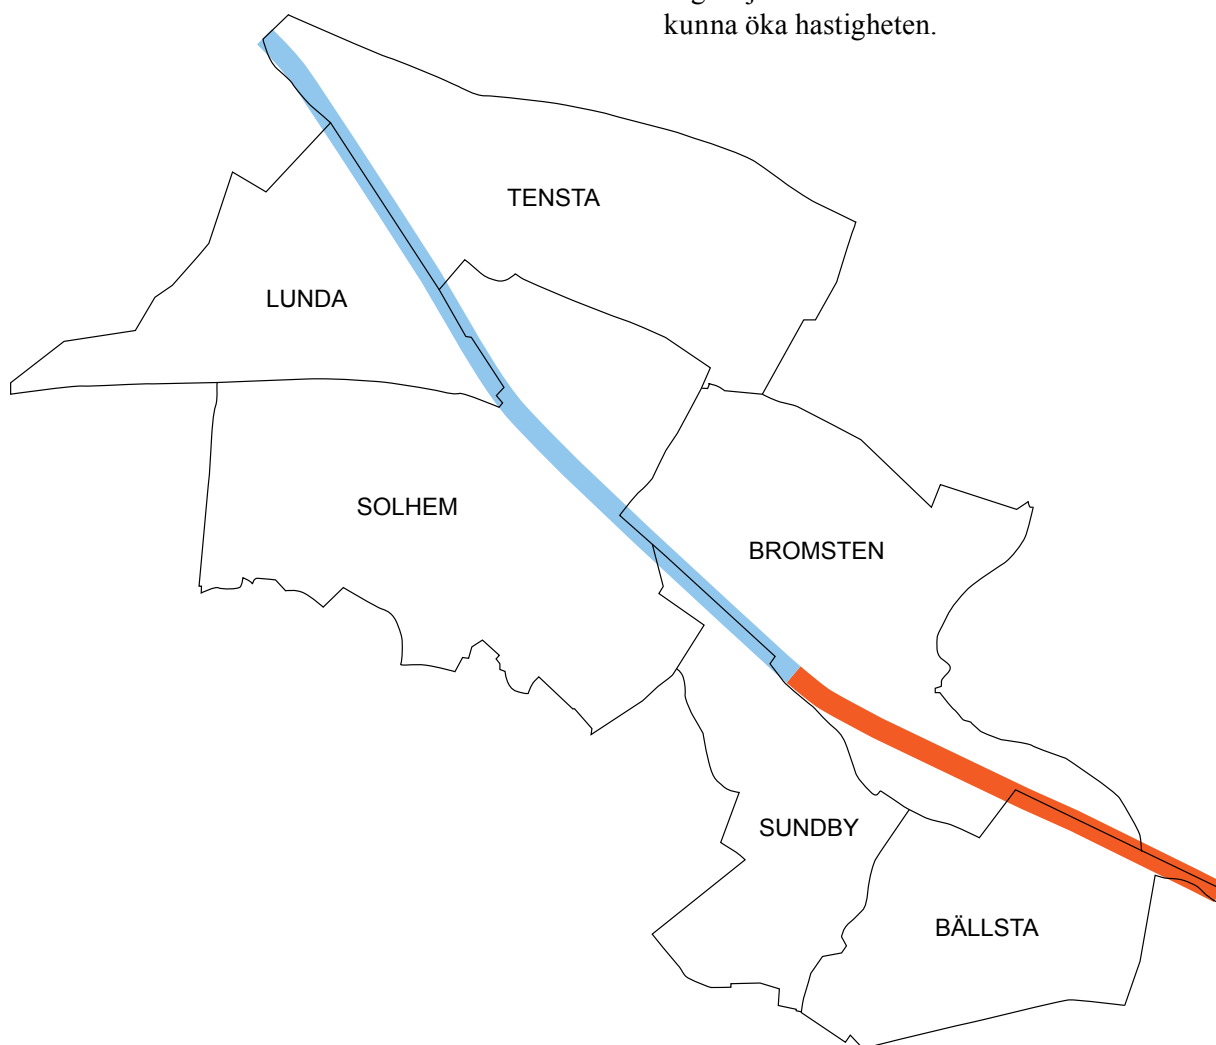 kunna öka hastigheten.
TENSTA
LUNDA
SOLHEM
BROMSTEN
SUNDBY
BÄLLSTA